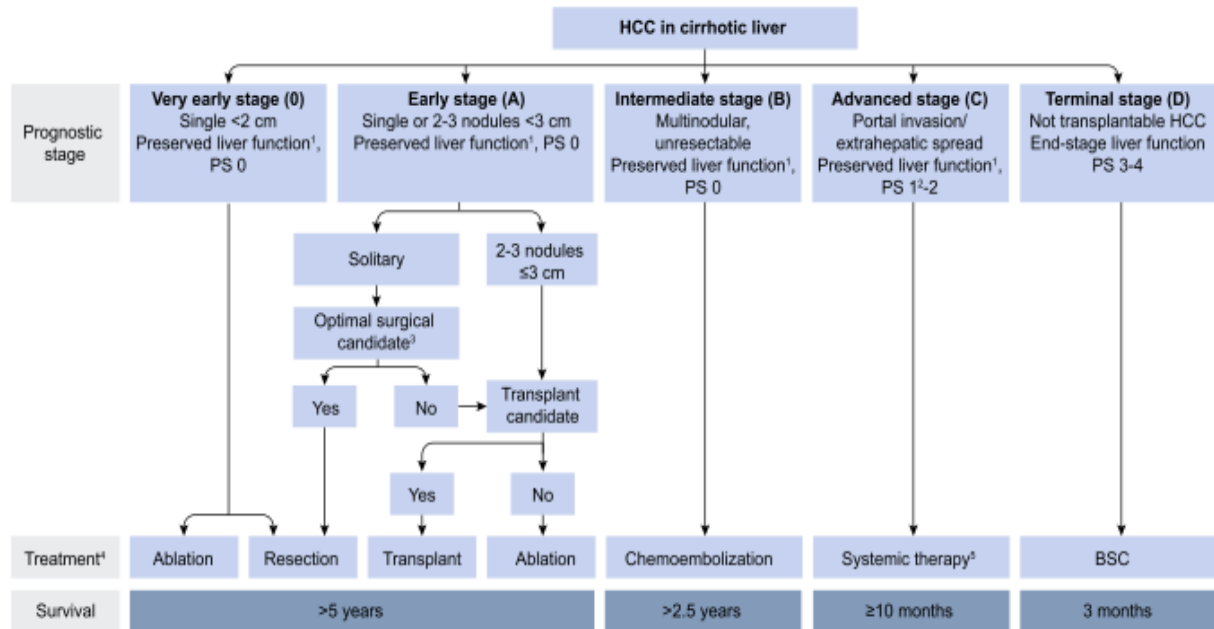 HCC in cirrhotic liver
Prognostic
stage
Very early stage (0)
Single <2 cm
Preserved liver function¹,
PS 0
Early stage (A)
Single or 2-3 nodules <3 cm
Preserved liver function¹, PS 0
Intermediate stage (B)
Multinodular,
unresectable
Preserved liver function¹,
PS 0
Advanced stage (C)
Portal invasion/
extrahepatic spread
Preserved liver function¹,
PS 1²-2
Terminal stage (D)
Not transplantable HCC
End-stage liver function
PS 3-4
Solitary
2-3 nodules
≤3 cm
Optimal surgical
candidate³
Yes
No
Transplant
candidate
Yes
No
Treatment⁴
Ablation
Resection
Transplant
Ablation
Chemoembolization
Systemic therapy⁵
BSC
Survival
>5 years
>2.5 years
≥10 months
3 months